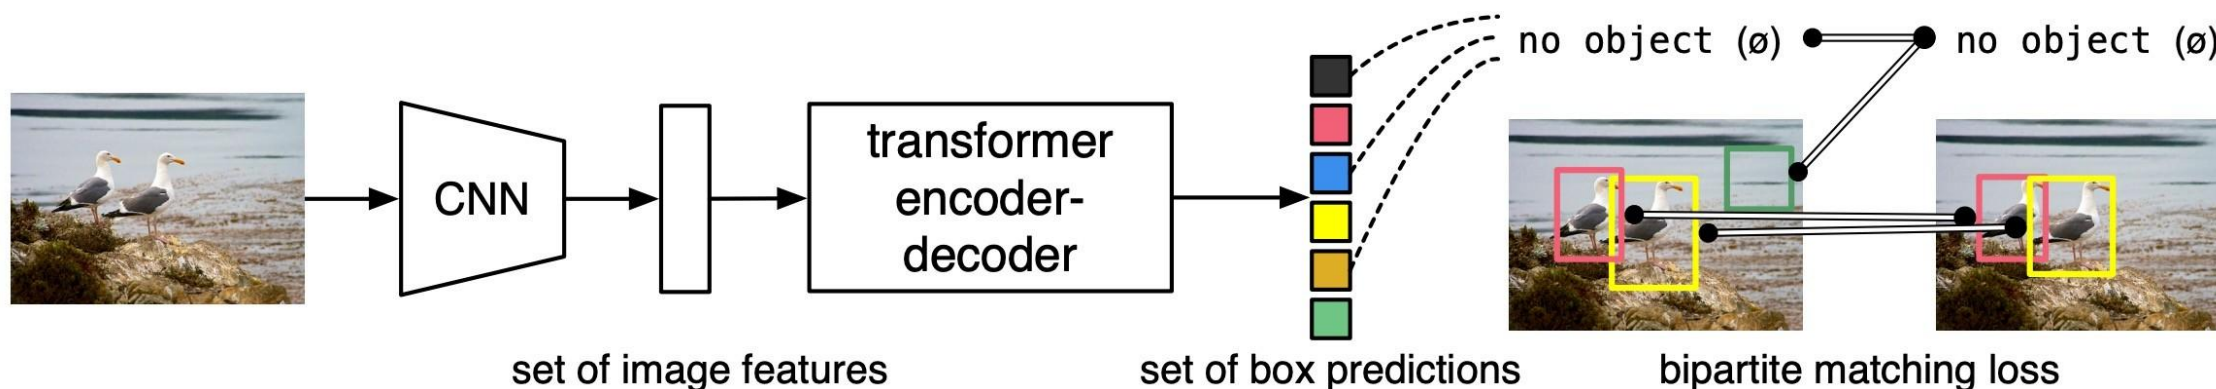 CNN
transformer
encoder-
decoder
no object (ø)
no object (ø)
set of image features
set of box predictions
bipartite matching loss